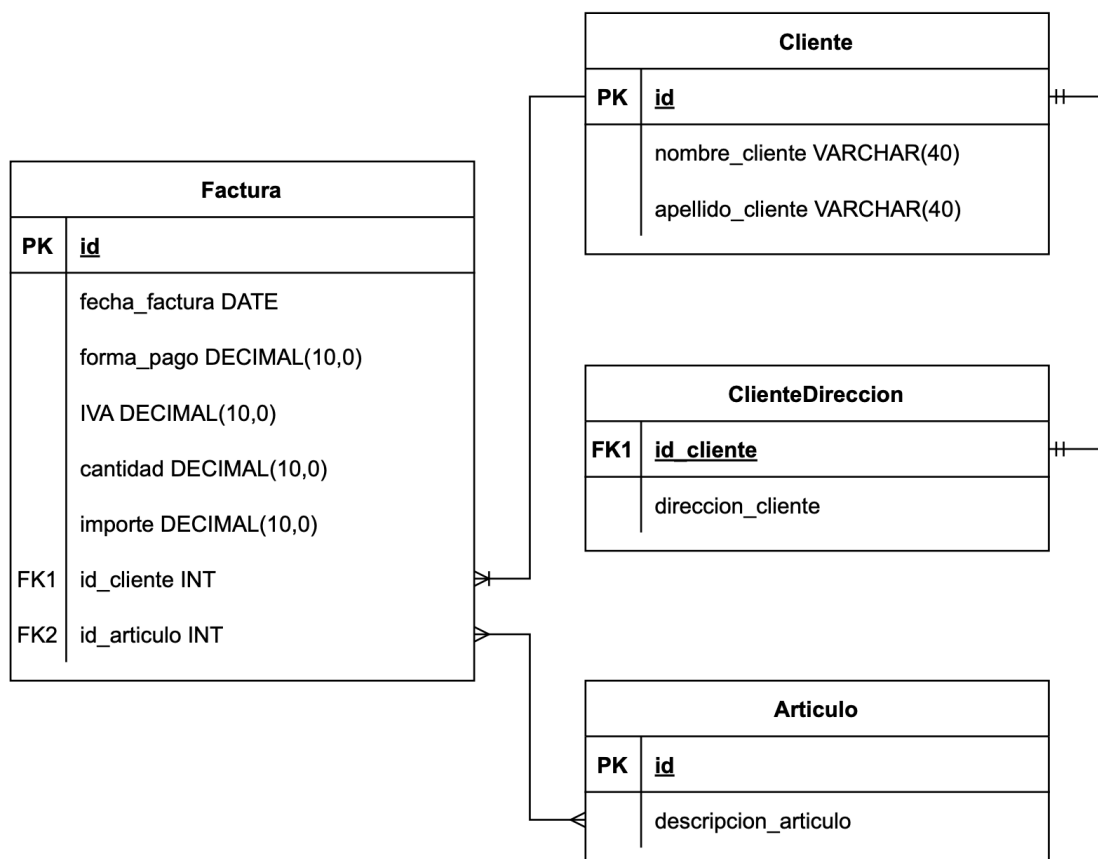 Cliente
PK id
nombre_cliente VARCHAR(40)
apellido_cliente VARCHAR(40)
Factura
PK id
fecha_factura DATE
forma_pago DECIMAL(10,0)
IVA DECIMAL(10,0)
cantidad DECIMAL(10,0)
importe DECIMAL(10,0)
FK1 id_cliente INT
FK2 id_articulo INT
ClienteDireccion
FK1 id_cliente
direccion_cliente
Articulo
PK id
descripcion_articulo